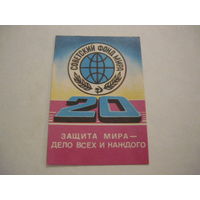 СОВЕТСКИЙ ФОНД МИРА
20
ЗАЩИТА МИРА —
ДЕЛО ВСЕХ И КАЖДОГО